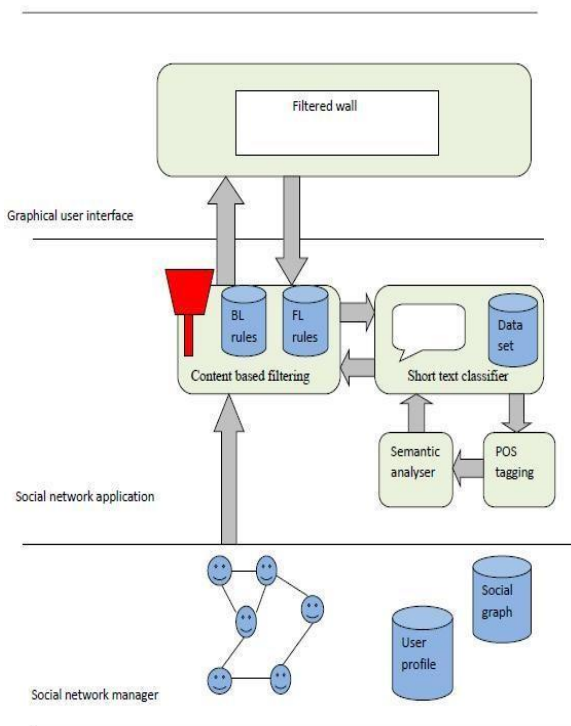 Filtered wall
Graphical user interface
BL
rules
FL
rules
Data
set
Content based filtering
Short text classifier
Semantic
analyser
POS
tagging
Social network application
Social
graph
User
profile
Social network manager